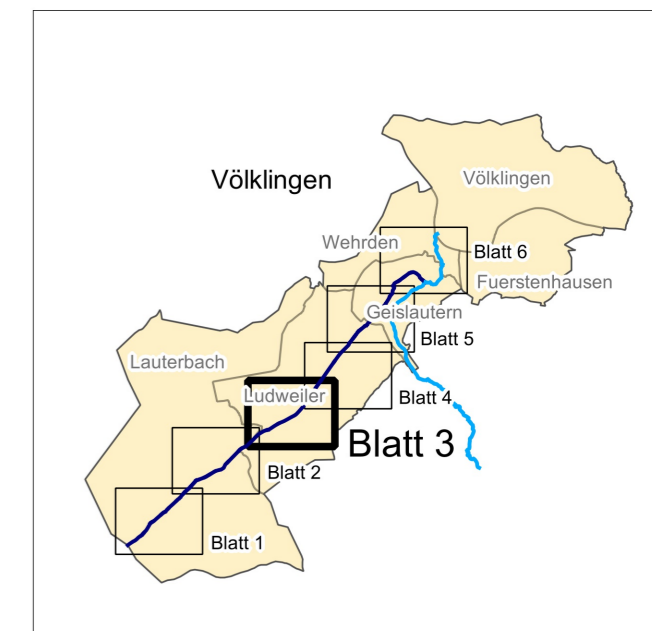 Völklingen
Völklingen
Wehrden
Blatt 6
Fuerstenhausen
Geislautern
Blatt 5
Lauterbach
Ludweiler
Blatt 4
Blatt 3
Blatt 2
Blatt 1